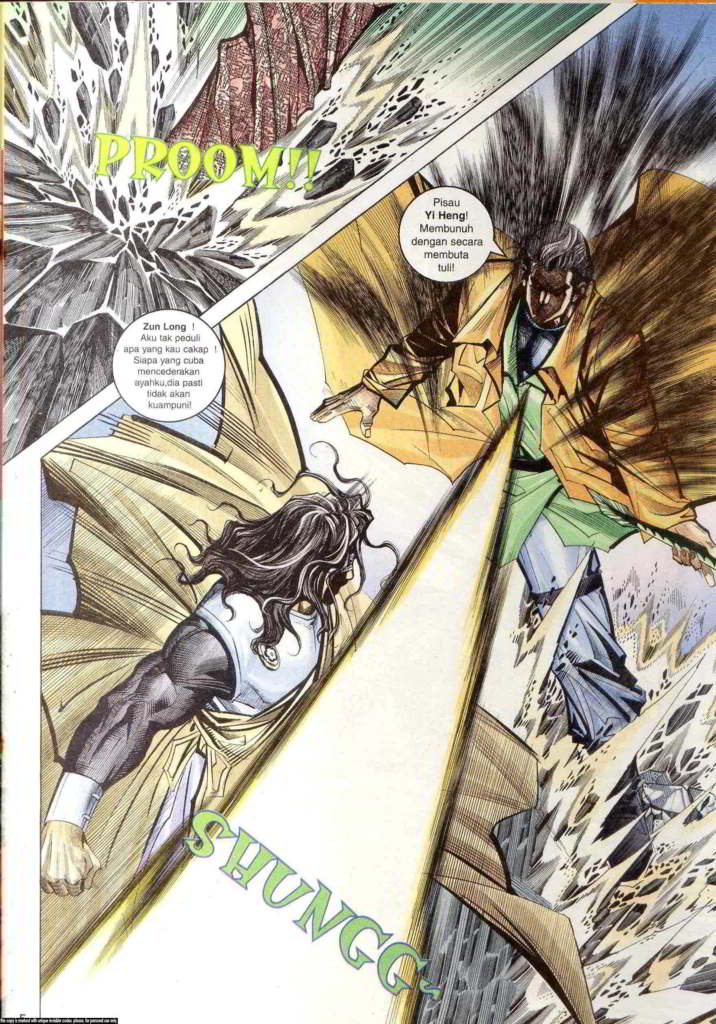 PROOM!!
Pisau
Yi Heng!
Membunuh
dengan secara
membuta
tuli!
Zun Long !
Aku tak peduli
apa yang kau cakap !
Siapa yang cuba
mencederakan
ayahku,dia pasti
tidak akan
kuampuni!
SHUNGG~